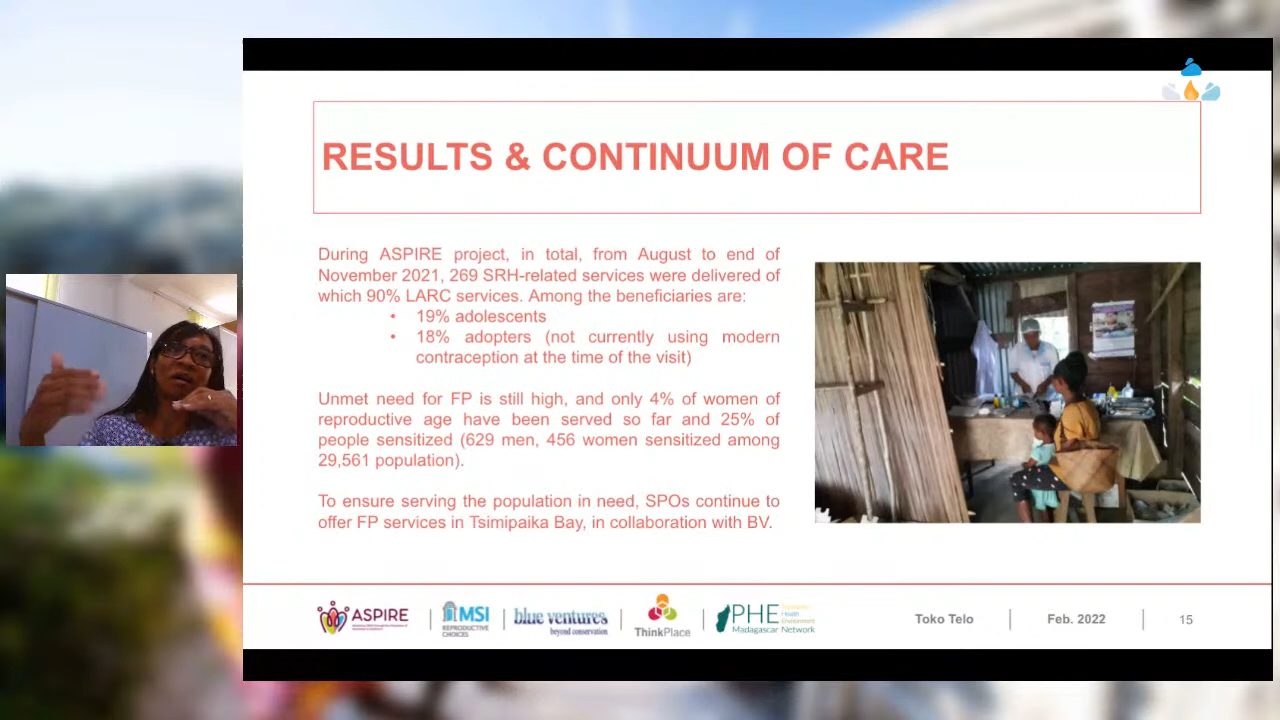 RESULTS & CONTINUUM OF CARE
During ASPIRE project, in total, from August to end of
November 2021, 269 SRH-related services were delivered of
which 90% LARC services. Among the beneficiaries are:
• 19% adolescents
• 18% adopters (not currently using modern
contraception at the time of the visit)
Unmet need for FP is still high, and only 4% of women of
reproductive age have been served so far and 25% of
people sensitized (629 men, 456 women sensitized among
29,561 population).
To ensure serving the population in need, SPOs continue to
offer FP services in Tsimipaika Bay, in collaboration with BV.
ASPIRE
MSI
REPRODUCTIVE
CHOICES
blue ventures
beyond conservation
ThinkPlace
PHE
Health
Environment
Madagascar Network
Toko Telo
Feb. 2022
15